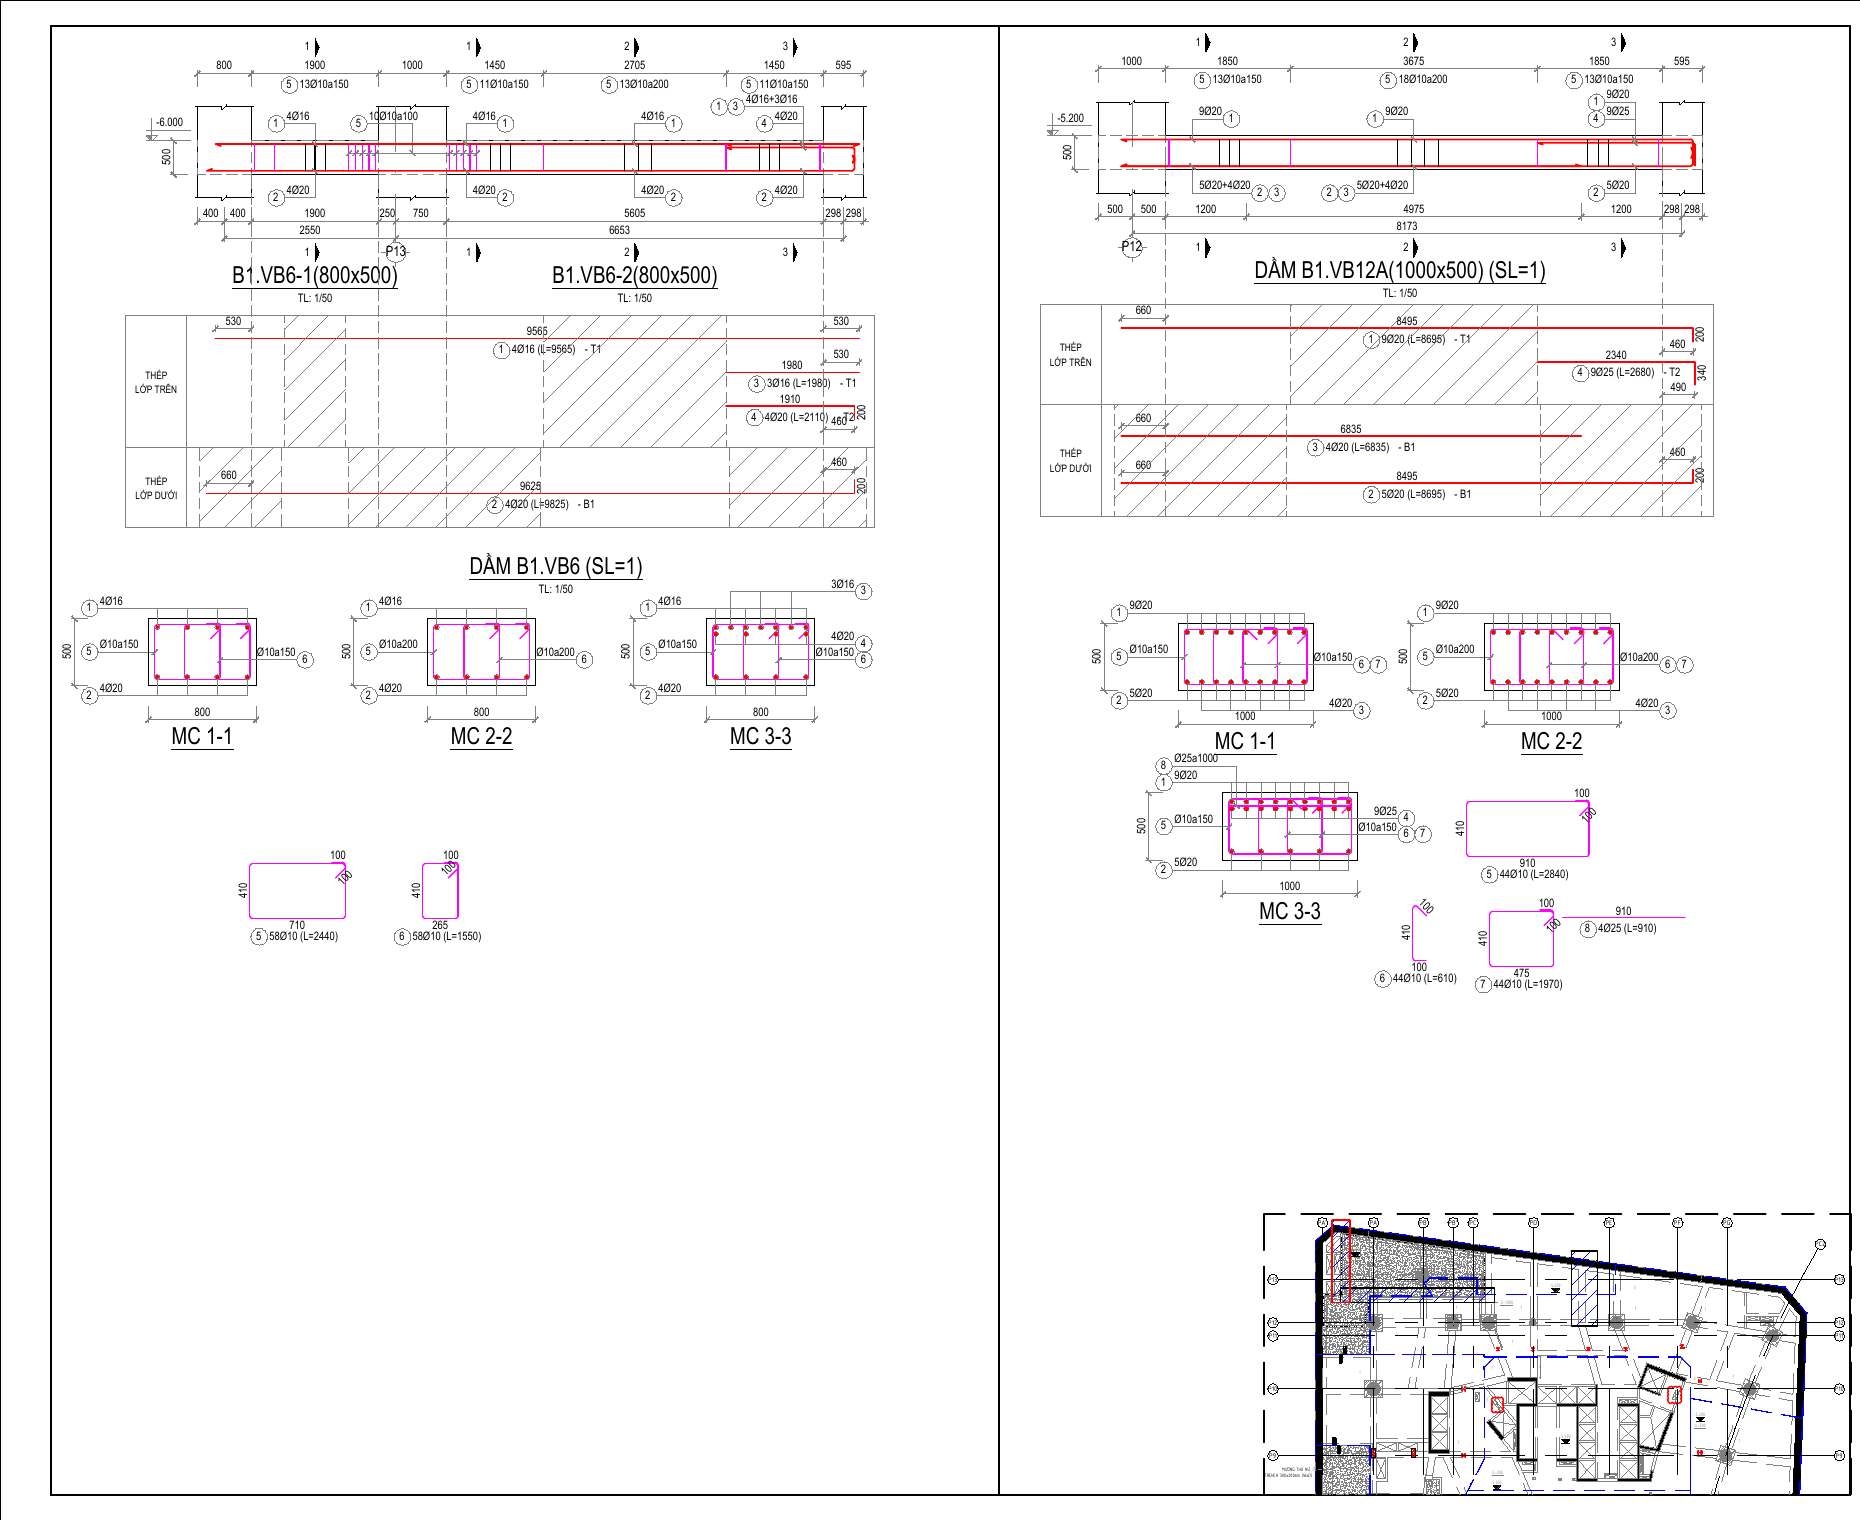 1 1 2 3
800 1900 1000 1450 2705 1450 595
5 13Ø10a150 5 11Ø10a150 5 13Ø10a200 5 11Ø10a150
1 3 4Ø16+3Ø16
1 4Ø16 5 10Ø10a100 4Ø16 1 4Ø16 1 4 4Ø20
-6.000
500
2 4Ø20 4Ø20 2 4Ø20 2 2 4Ø20
400 400 1900 250 750 5605 298 298
2550 6653
P13
1 1 2 3
B1.VB6-1(800x500) B1.VB6-2(800x500)
TL: 1/50 TL: 1/50
530 9565 530
1 4Ø16 (L=9565) - T1
530
THÉP
LỚP TRÊN
1980
3 3Ø16 (L=1980) - T1
1910
4 4Ø20 (L=2110) - T2
200
460
THÉP
LỚP DƯỚI
660 9625 460
200
2 4Ø20 (L=9825) - B1
DẦM B1.VB6 (SL=1)
TL: 1/50
1 4Ø16
500
5 Ø10a150 Ø10a150 6
2 4Ø20
800
MC 1-1
1 4Ø16
500
5 Ø10a200 Ø10a200 6
2 4Ø20
800
MC 2-2
3Ø16 3
1 4Ø16
4Ø20 4
500
5 Ø10a150 Ø10a150 6
2 4Ø20
800
MC 3-3
100
100
410
710
5 58Ø10 (L=2440)
100
100
410
265
6 58Ø10 (L=1550)
1 2 3
1000 1850 3675 1850 595
5 13Ø10a150 5 18Ø10a200 5 13Ø10a150
1 9Ø20
9Ø20 1 1 9Ø20 4 9Ø25
-5.200
500
5Ø20+4Ø20 2 3 2 3 5Ø20+4Ø20 2 5Ø20
500 500 1200 4975 1200 298 298
8173
P12
1 2 3
DẦM B1.VB12A(1000x500) (SL=1)
TL: 1/50
660 8495 200
1 9Ø20 (L=8695) - T1
460
THÉP
LỚP TRÊN
2340
4 9Ø25 (L=2680) - T2
340
490
660 6835
3 4Ø20 (L=6835) - B1
THÉP
LỚP DƯỚI
660 8495 460
200
2 5Ø20 (L=8695) - B1
1 9Ø20
500
5 Ø10a150 Ø10a150 6 7
2 5Ø20
4Ø20 3
1000
MC 1-1
1 9Ø20
500
5 Ø10a200 Ø10a200 6 7
2 5Ø20
4Ø20 3
1000
MC 2-2
8 Ø25a1000
1 9Ø20
9Ø25 4
500
5 Ø10a150 Ø10a150 6 7
2 5Ø20
1000
MC 3-3
100
100
410
910
5 44Ø10 (L=2840)
100
410
100
6 44Ø10 (L=610)
100
100
410
475
7 44Ø10 (L=1970)
910
8 4Ø25 (L=910)